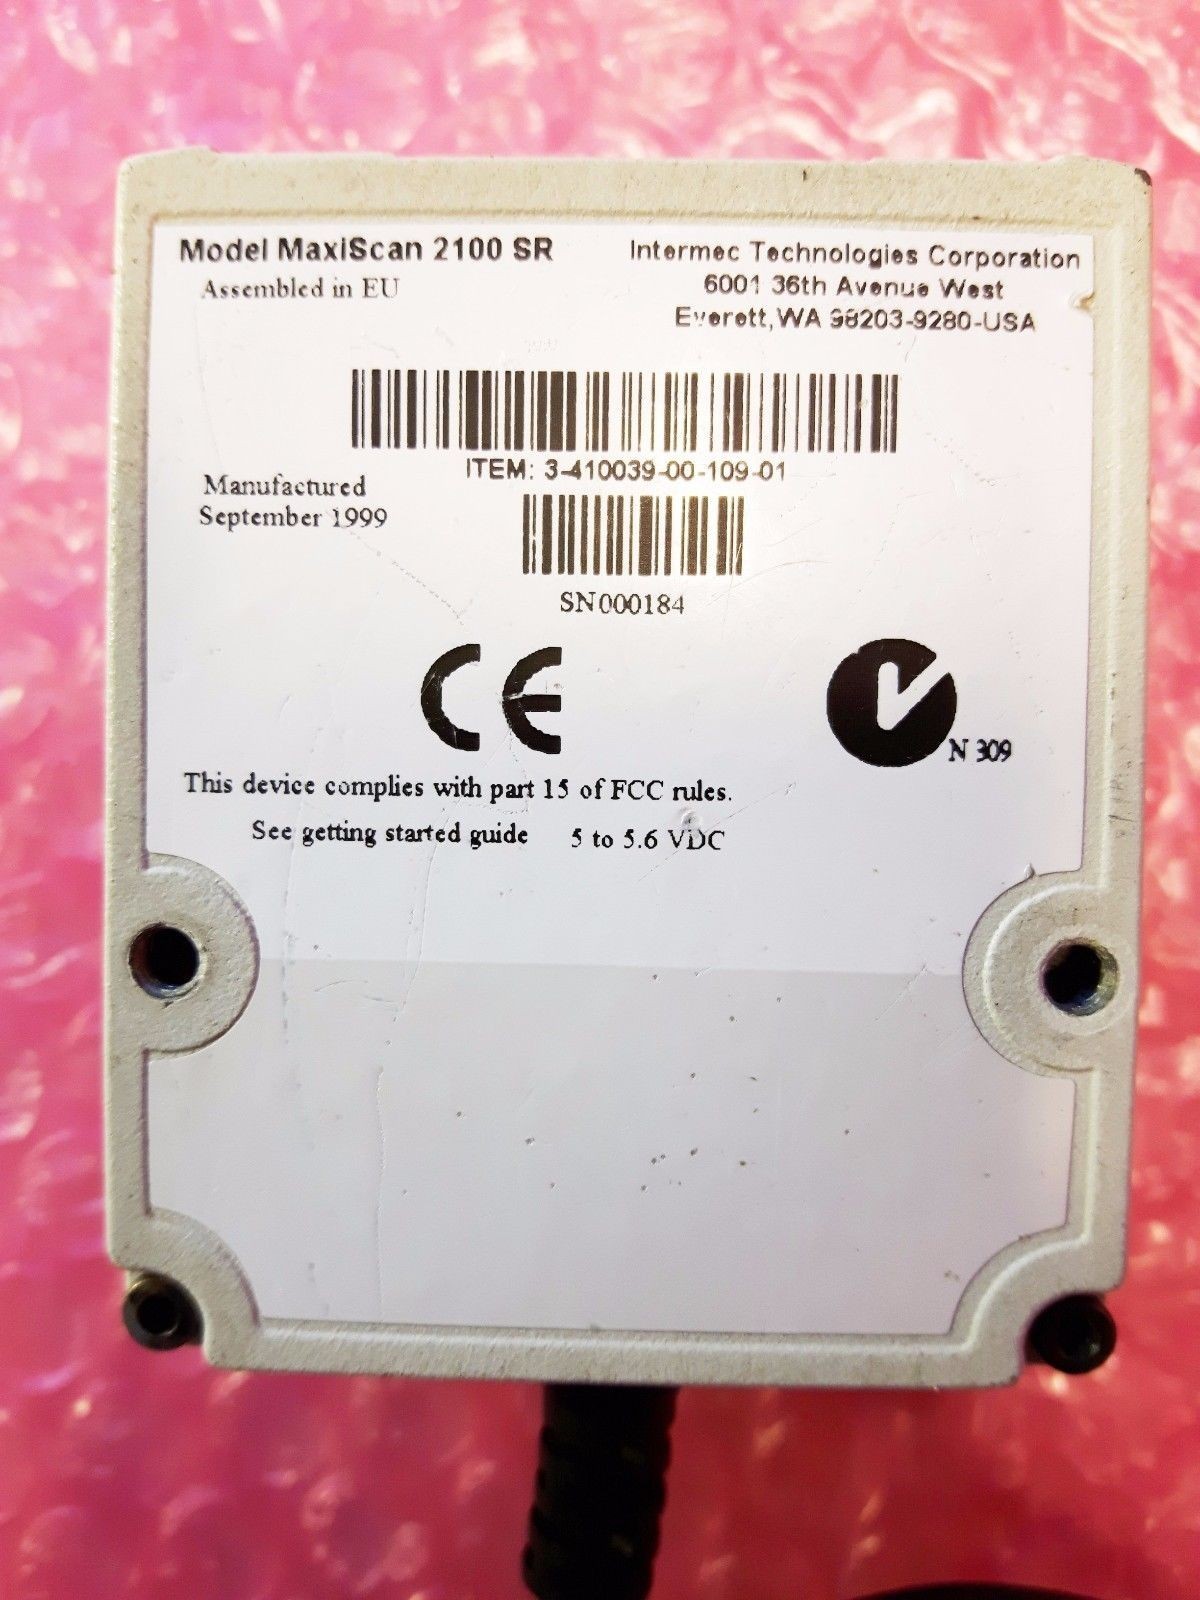 Model MaxiScan 2100 SR
Assembled in EU
Intermec Technologies Corporation
6001 36th Avenue West
Everett, WA 98203-9280-USA
ITEM: 3-410039-00-109-01
Manufactured
September 1999
SN000184
CE
N 309
This device complies with part 15 of FCC rules.
See getting started guide 5 to 5.6 VDC